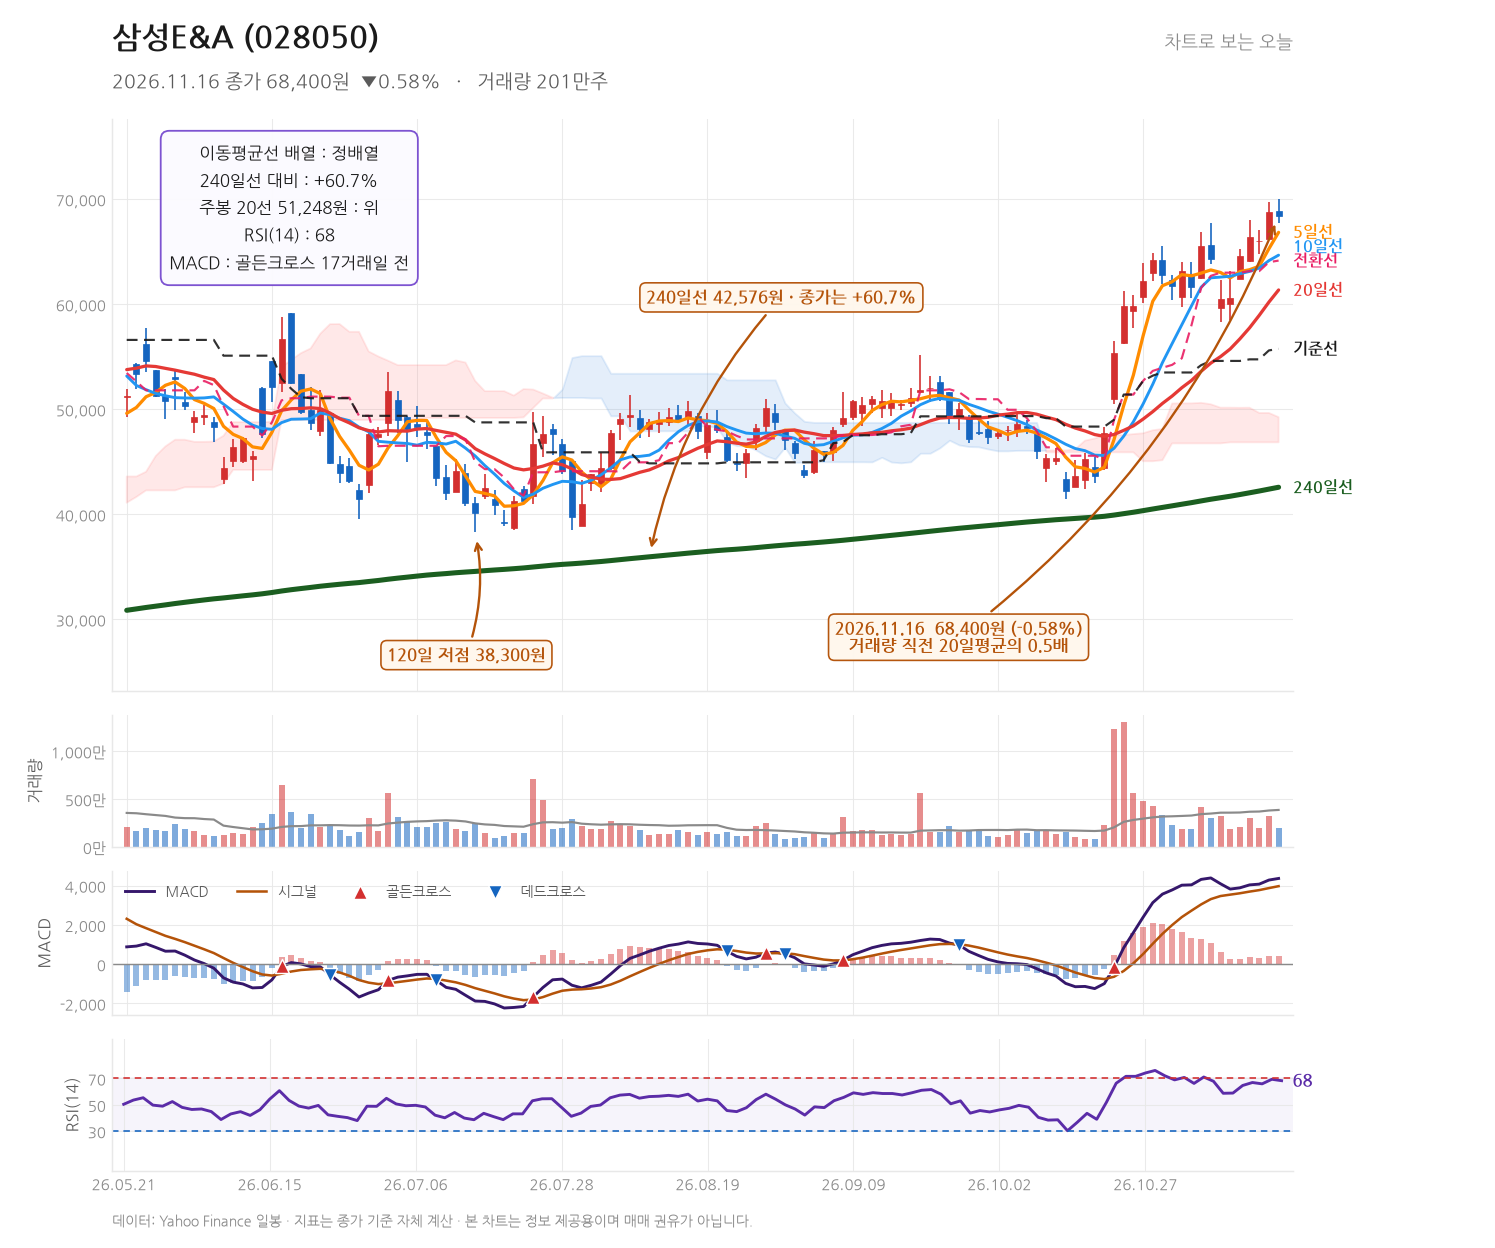 삼성E&A (028050)
차트로 보는 오늘
2026.11.16 종가 68,400원 ▼0.58% · 거래량 201만주
이동평균선 배열 : 정배열
240일선 대비 : +60.7%
주봉 20선 51,248원 : 위
RSI(14) : 68
MACD : 골든크로스 17거래일 전
70,000
60,000
50,000
40,000
30,000
240일선 42,576원 · 종가는 +60.7%
5일선
10일선
전환선
20일선
기준선
240일선
120일 저점 38,300원
2026.11.16 68,400원 (-0.58%)
거래량 직전 20일평균의 0.5배
거래량
1,000만
500만
0만
MACD
4,000
2,000
0
-2,000
MACD
시그널
골든크로스
데드크로스
RSI(14)
70
50
30
68
26.05.21
26.06.15
26.07.06
26.07.28
26.08.19
26.09.09
26.10.02
26.10.27
데이터: Yahoo Finance 일봉 · 지표는 종가 기준 자체 계산 · 본 차트는 정보 제공용이며 매매 권유가 아닙니다.